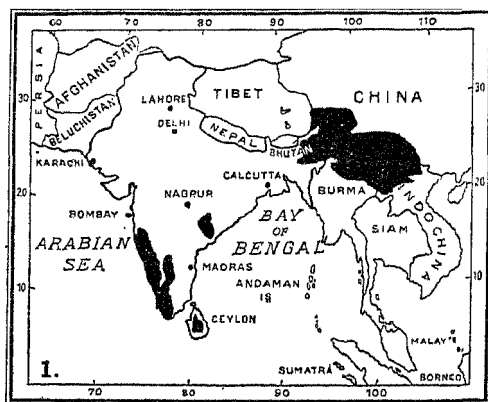 65 70 80 90 100 110
PERSIA
AFGHANISTAN
BELUCHISTAN
LAHORE
DELHI
TIBET
CHINA
NEPAL
BHUTAN
KARACHI
CALCUTTA
BURMA
INDOCHINA
NAGPUR
BOMBAY
BAY
OF
BENGAL
SIAM
ARABIAN
SEA
MADRAS
ANDAMAN
IS
CEYLON
MALAY
SUMATRA
BORNEO
30
20
10
30
20
10
1.
70 80 90 100